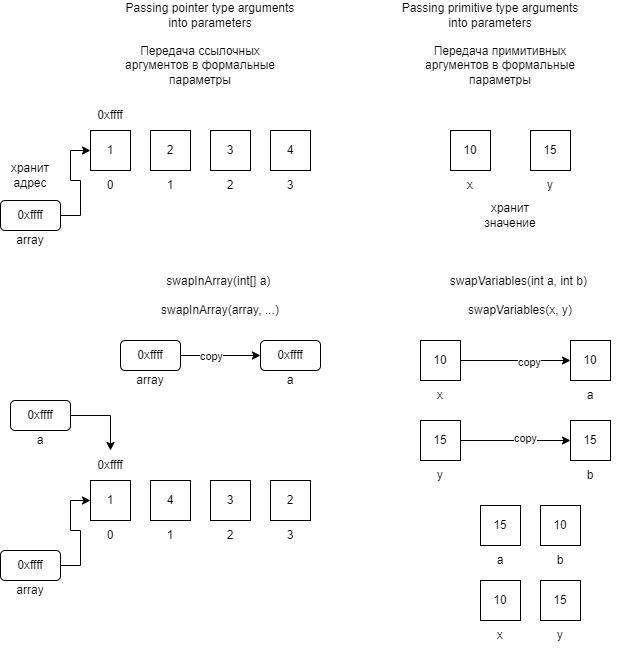 Passing pointer type arguments
into parameters
Передача ссылочных
аргументов в формальные
параметры
0xffff
1 2 3 4
0 1 2 3
хранит
адрес
0xffff
array
swapInArray(int[] a)
swapInArray(array, ...)
0xffff copy 0xffff
array a
0xffff
a
0xffff
1 4 3 2
0 1 2 3
0xffff
array
Passing primitive type arguments
into parameters
Передача примитивных
аргументов в формальные
параметры
10 15
x y
хранит
значение
swapVariables(int a, int b)
swapVariables(x, y)
10 copy 10
x a
15 copy 15
y b
15 10
a b
10 15
x y